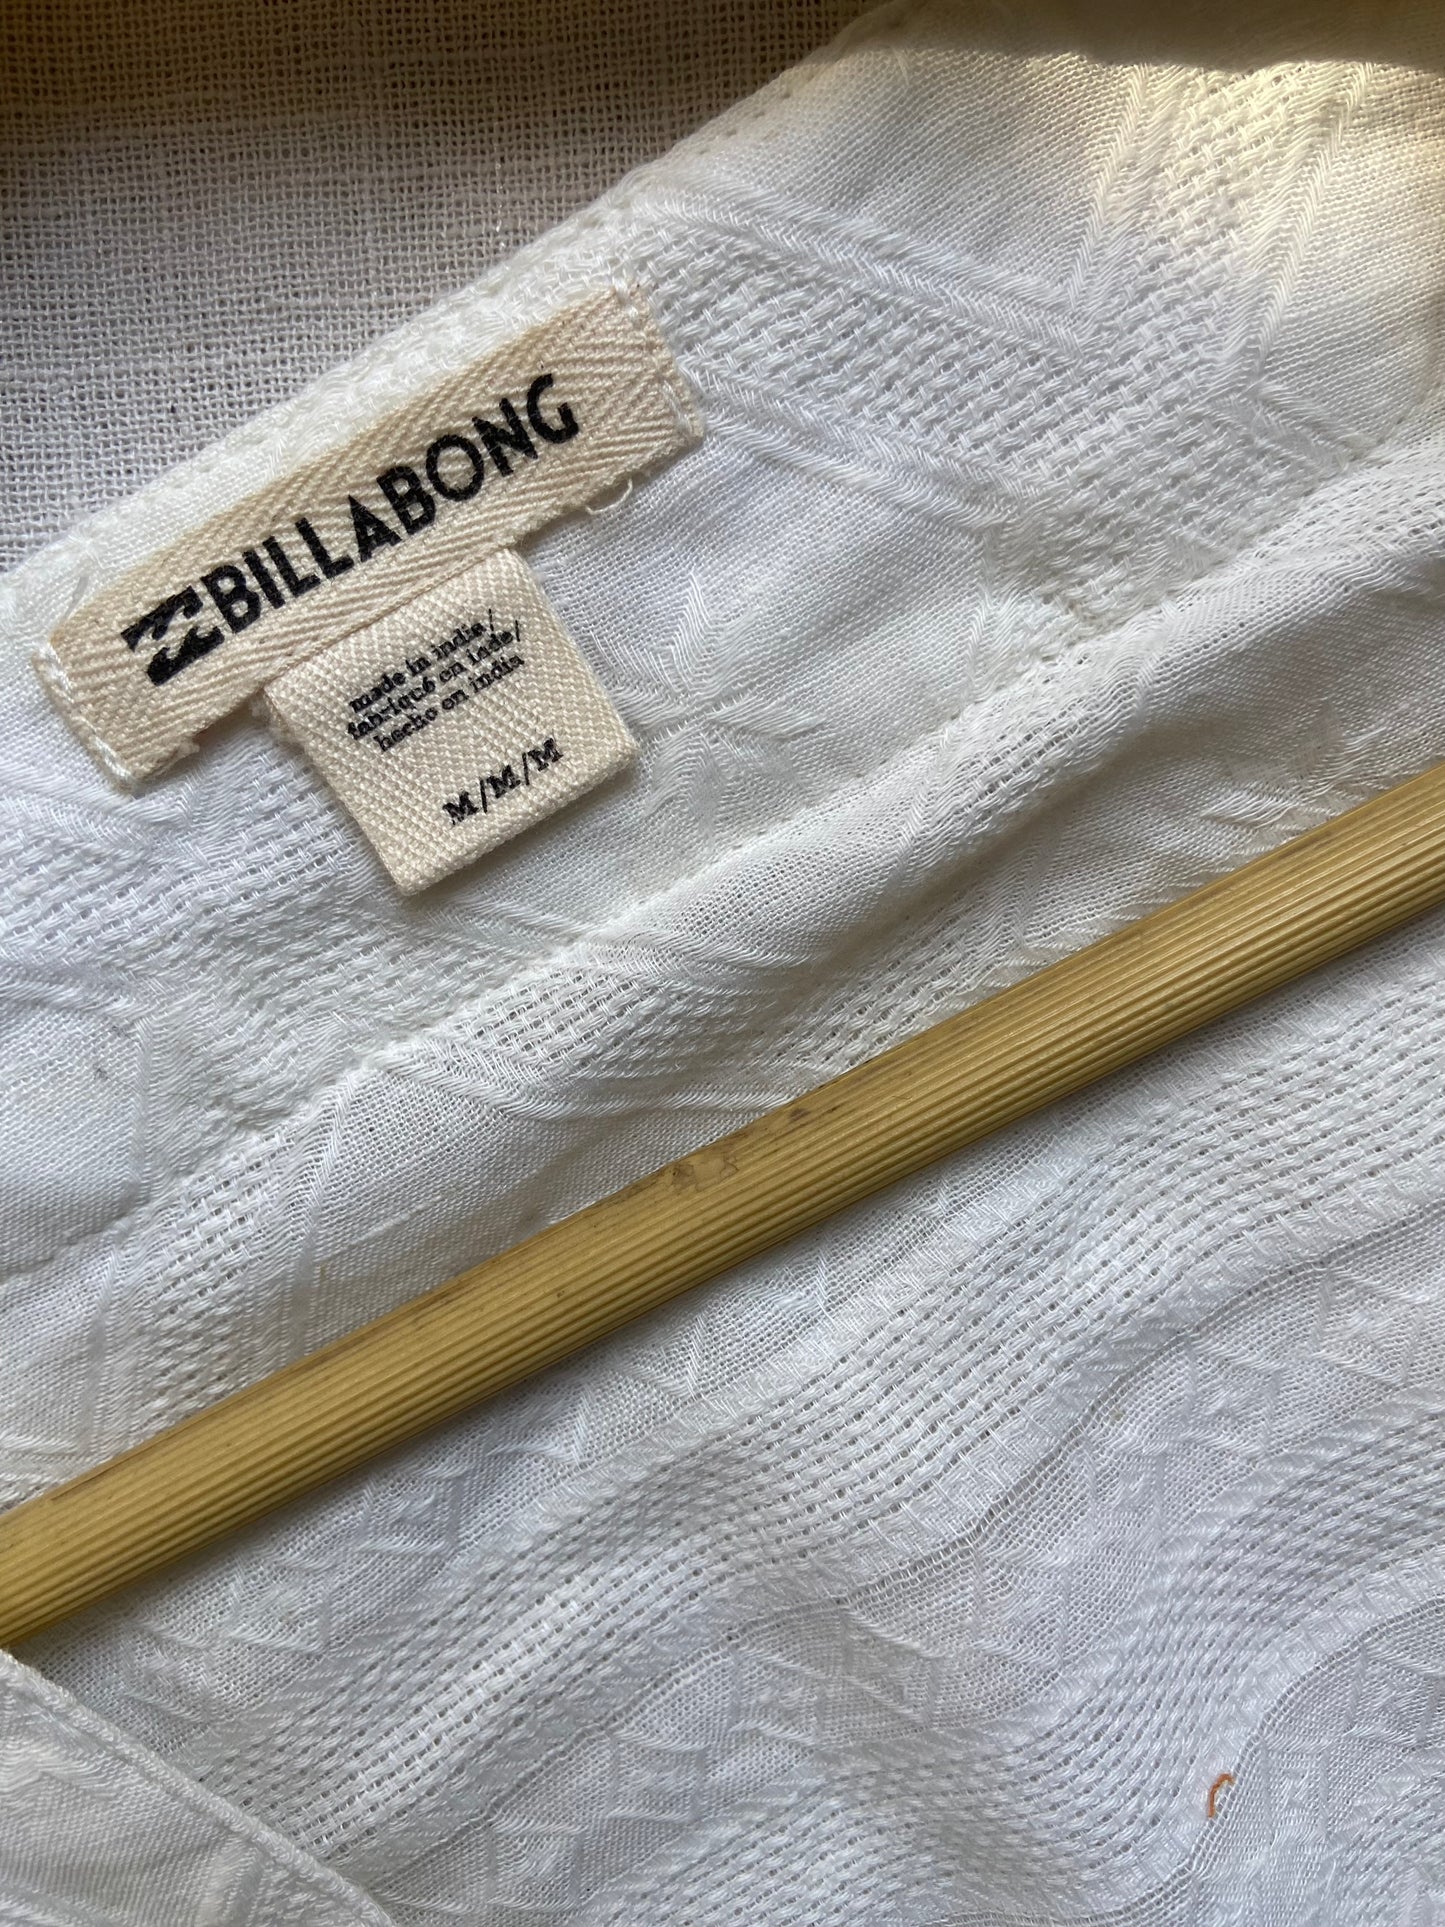 BILLABONG
made in india/
fabriqué en inde/
hecho en india
M/M/M